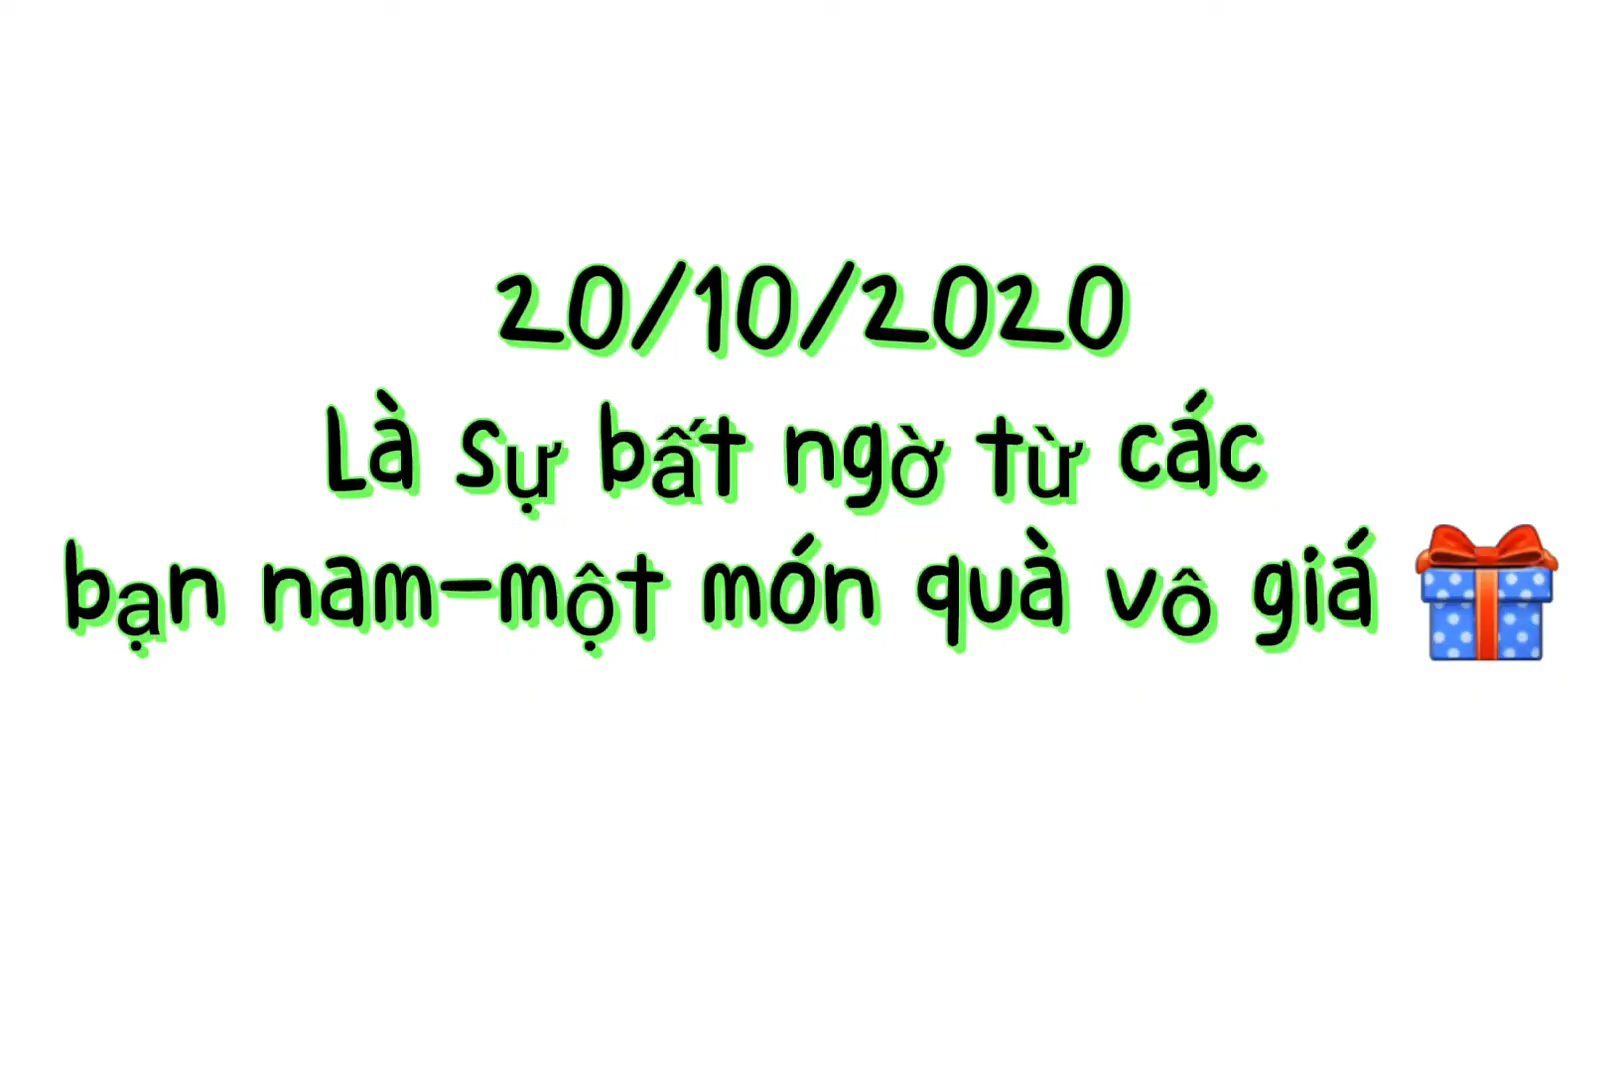 20/10/2020
Là sự bất ngờ từ các
bạn nam-một món quà vô giá 🎁